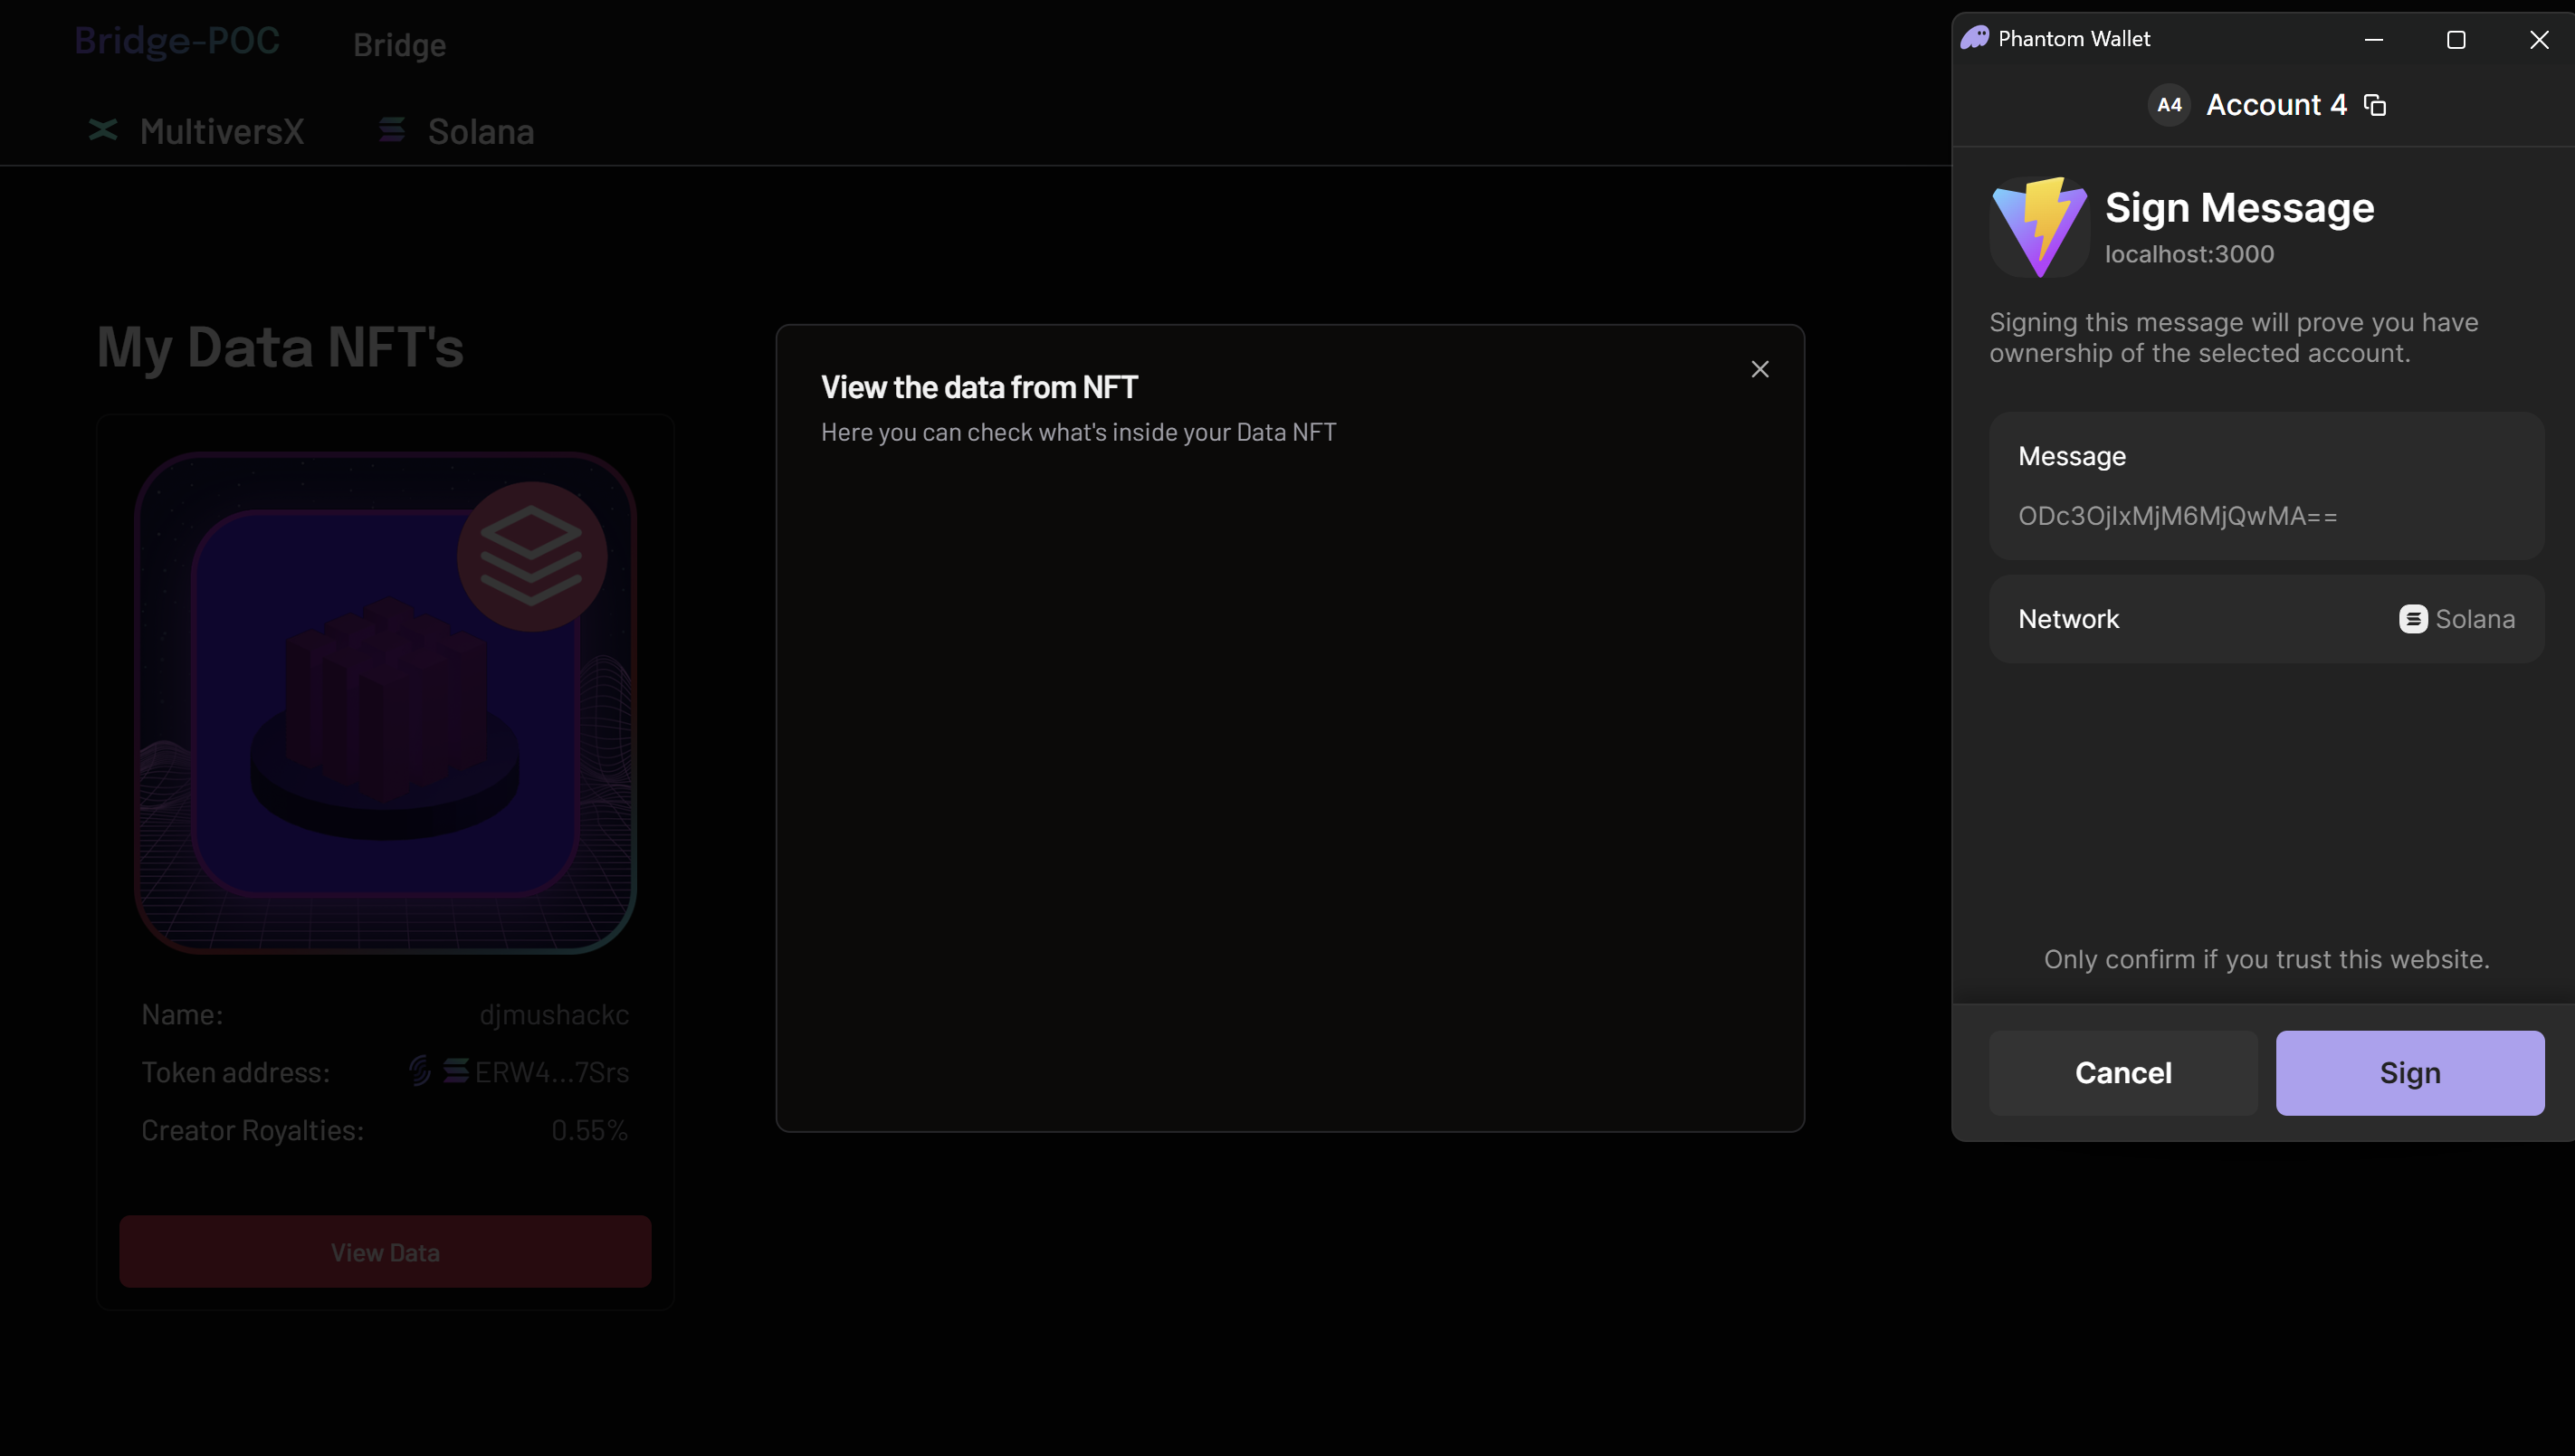 Bridge-POC
Bridge
MultiversX
Solana
My Data NFT's
Name: djmushackc
Token address: ERW4...7Srs
Creator Royalties: 0.55%
View Data
View the data from NFT
Here you can check what's inside your Data NFT
Phantom Wallet
A4 Account 4
Sign Message
localhost:3000
Signing this message will prove you have
ownership of the selected account.
Message
ODc3OjIxMjM6MjQwMA==
Network Solana
Only confirm if you trust this website.
Cancel
Sign